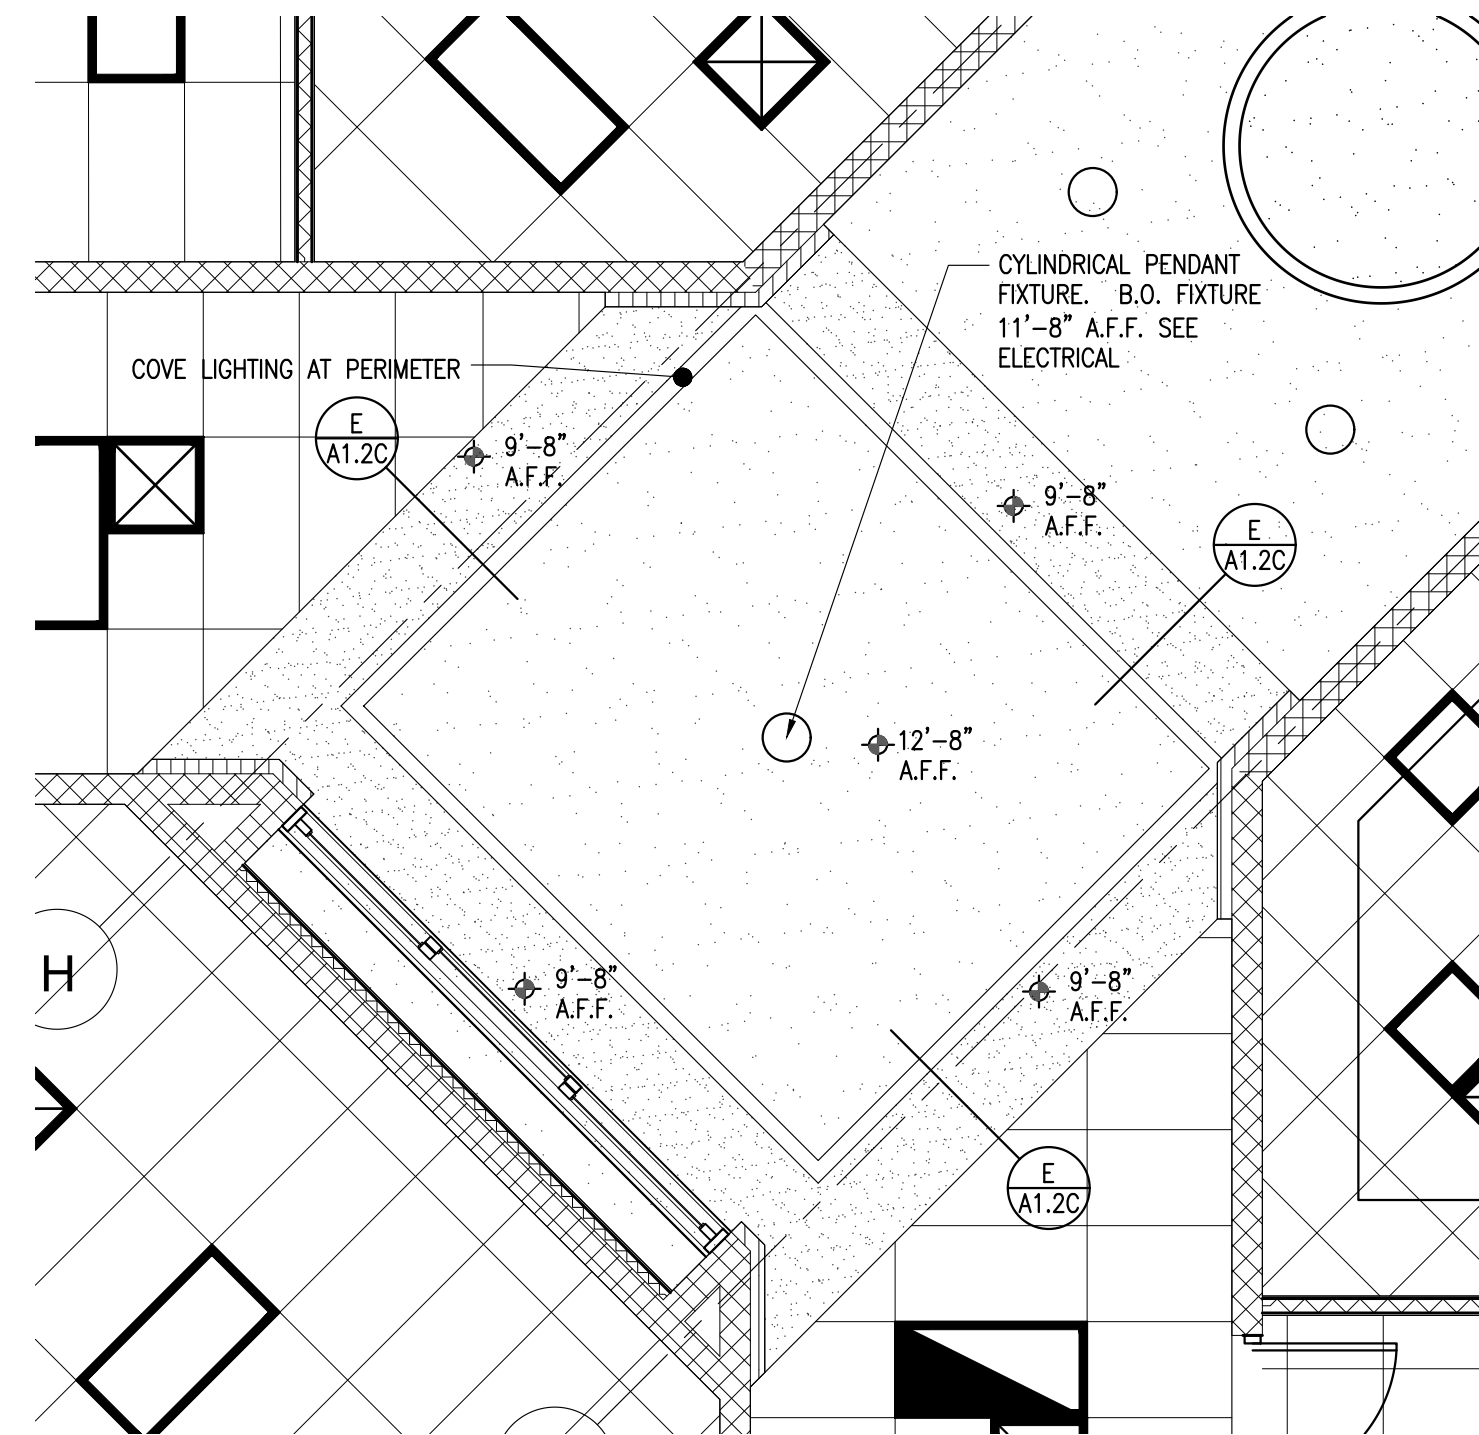 CYLINDRICAL PENDANT
FIXTURE. B.O. FIXTURE
11'-8" A.F.F. SEE
ELECTRICAL
COVE LIGHTING AT PERIMETER
E
A1.2C
9'-8"
A.F.F.
9'-8"
A.F.F.
E
A1.2C
12'-8"
A.F.F.
H
9'-8"
A.F.F.
9'-8"
A.F.F.
E
A1.2C